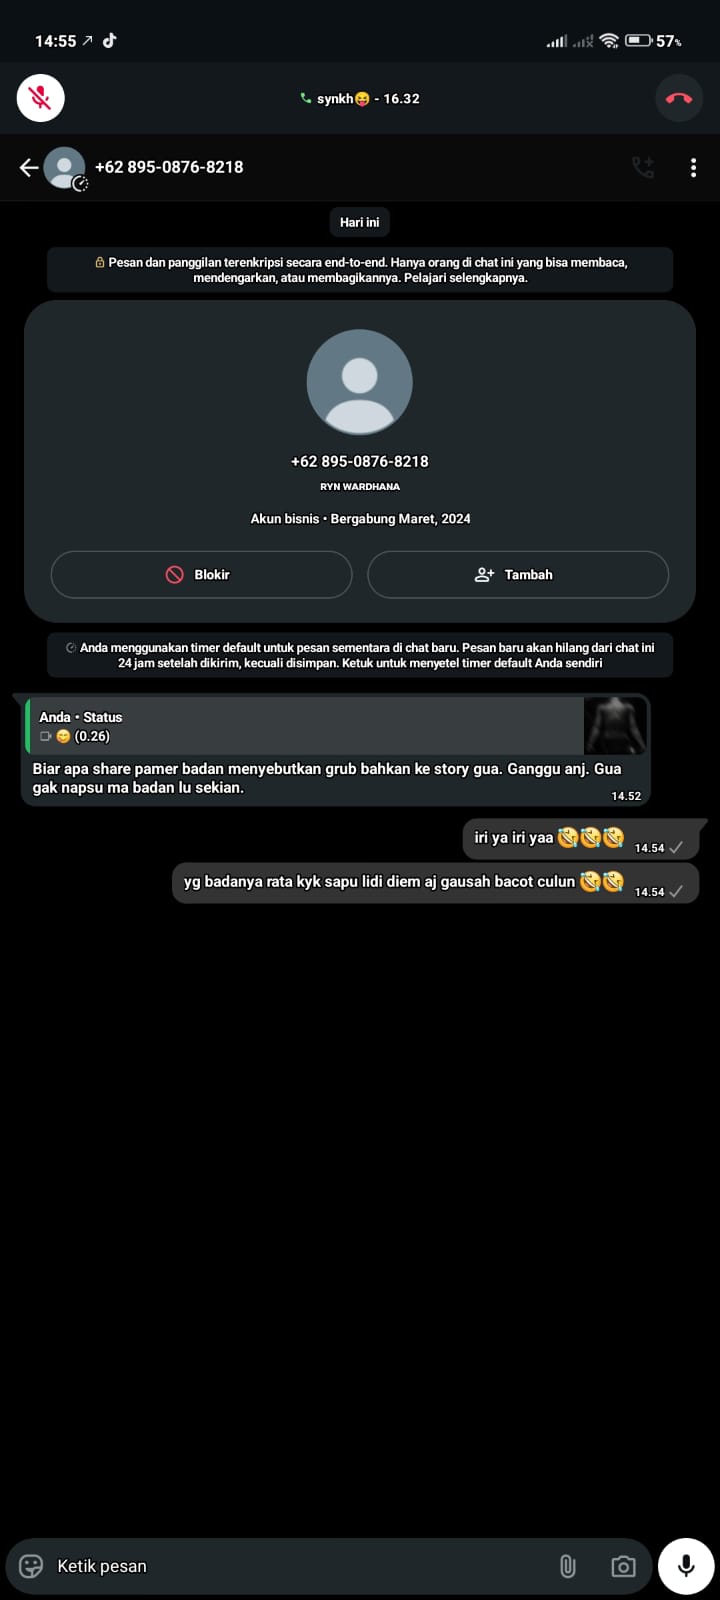 14:55
57%
synkh😝 - 16.32
+62 895-0876-8218
Hari ini
Pesan dan panggilan terenkripsi secara end-to-end. Hanya orang di chat ini yang bisa membaca,
mendengarkan, atau membagikannya. Pelajari selengkapnya.
+62 895-0876-8218
RYN WARDHANA
Akun bisnis • Bergabung Maret, 2024
Blokir
Tambah
Anda menggunakan timer default untuk pesan sementara di chat baru. Pesan baru akan hilang dari chat ini
24 jam setelah dikirim, kecuali disimpan. Ketuk untuk menyetel timer default Anda sendiri
Anda • Status
😋 (0.26)
Biar apa share pamer badan menyebutkan grub bahkan ke story gua. Ganggu anj. Gua
gak napsu ma badan lu sekian.
14.52
iri ya iri yaa 🤣🤣🤣 14.54
yg badanya rata kyk sapu lidi diem aj gausah bacot culun 🤣🤣 14.54
Ketik pesan